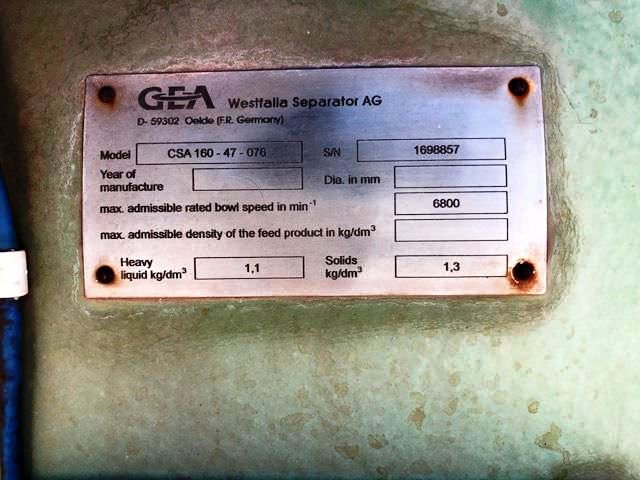 GEA Westfalia Separator AG
D- 59302 Oelde (F.R. Germany)
Model CSA 160 - 47 - 076 S/N 1698857
Year of manufacture Dia. in mm
max. admissible rated bowl speed in min⁻¹ 6800
max. admissible density of the feed product in kg/dm³
Heavy liquid kg/dm³ 1,1 Solids kg/dm³ 1,3